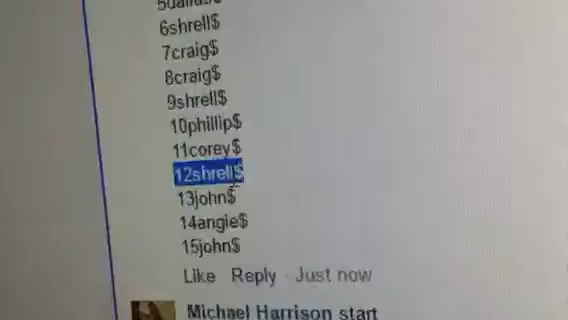 6shrell$
7craig$
8craig$
9shrell$
10phillip$
11corey$
12shrell$
13john$
14angie$
15john$
Like Reply · Just now
Michael Harrison start